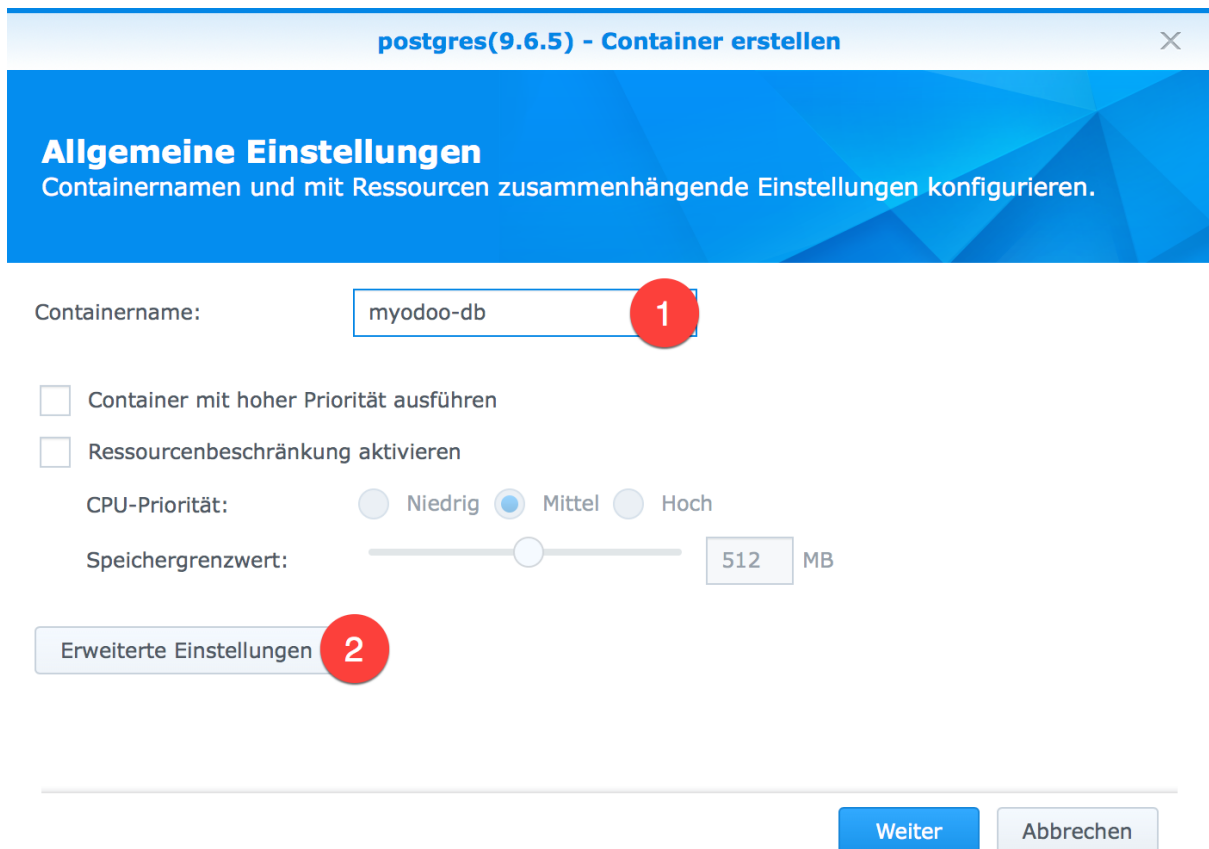 postgres(9.6.5) - Container erstellen
Allgemeine Einstellungen
Containernamen und mit Ressourcen zusammenhängende Einstellungen konfigurieren.
Containername: myodoo-db 1
Container mit hoher Priorität ausführen
Ressourcenbeschränkung aktivieren
CPU-Priorität: Niedrig Mittel Hoch
Speichergrenzwert: 512 MB
Erweiterte Einstellungen 2
Weiter Abbrechen